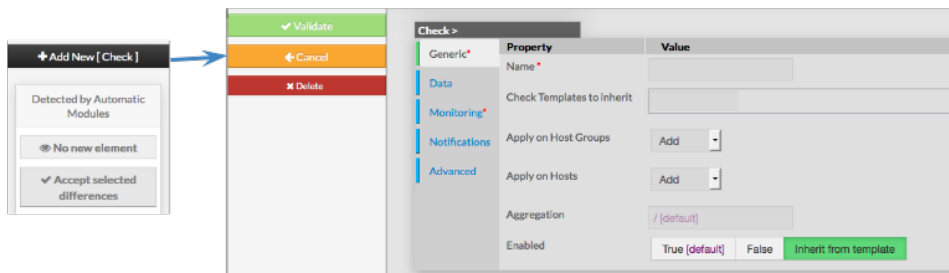 + Add New [ Check ]
Detected by Automatic
Modules
No new element
✔ Accept selected
differences
✔ Validate
Cancel
✖ Delete
Check >
Generic*
Data
Monitoring*
Notifications
Advanced
Property Value
Name *
Check Templates to Inherit
Apply on Host Groups Add
Apply on Hosts Add
Aggregation / [default]
Enabled True [default] False Inherit from template